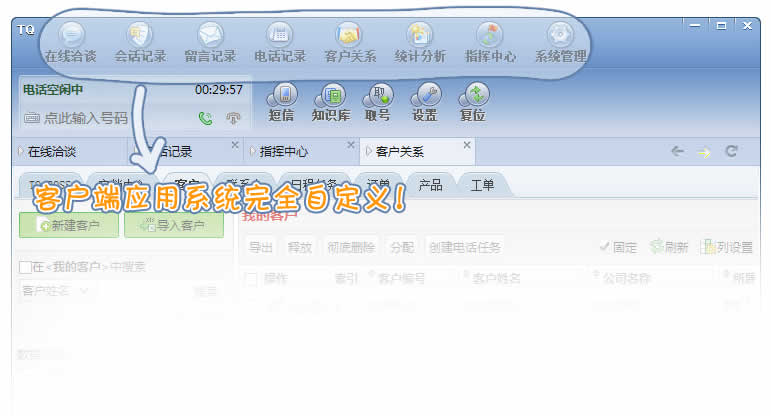 TQ
在线洽谈 会话记录 留言记录 电话记录 客户关系 统计分析 指挥中心 系统管理
电话空闲中 00:29:57
点此输入号码
短信 知识库 取号 设置 复位
在线洽谈 话记录 指挥中心 客户关系
客户 日程任务 订单 产品 工单
客户端应用系统完全自定义!
我的客户
新建客户 导入客户
导出 释放 彻底删除 分配 创建电话任务 固定 刷新 列设置
在<我的客户>中搜索
操作 索引 客户编号 客户姓名 公司名称 所属
客户姓名 搜索